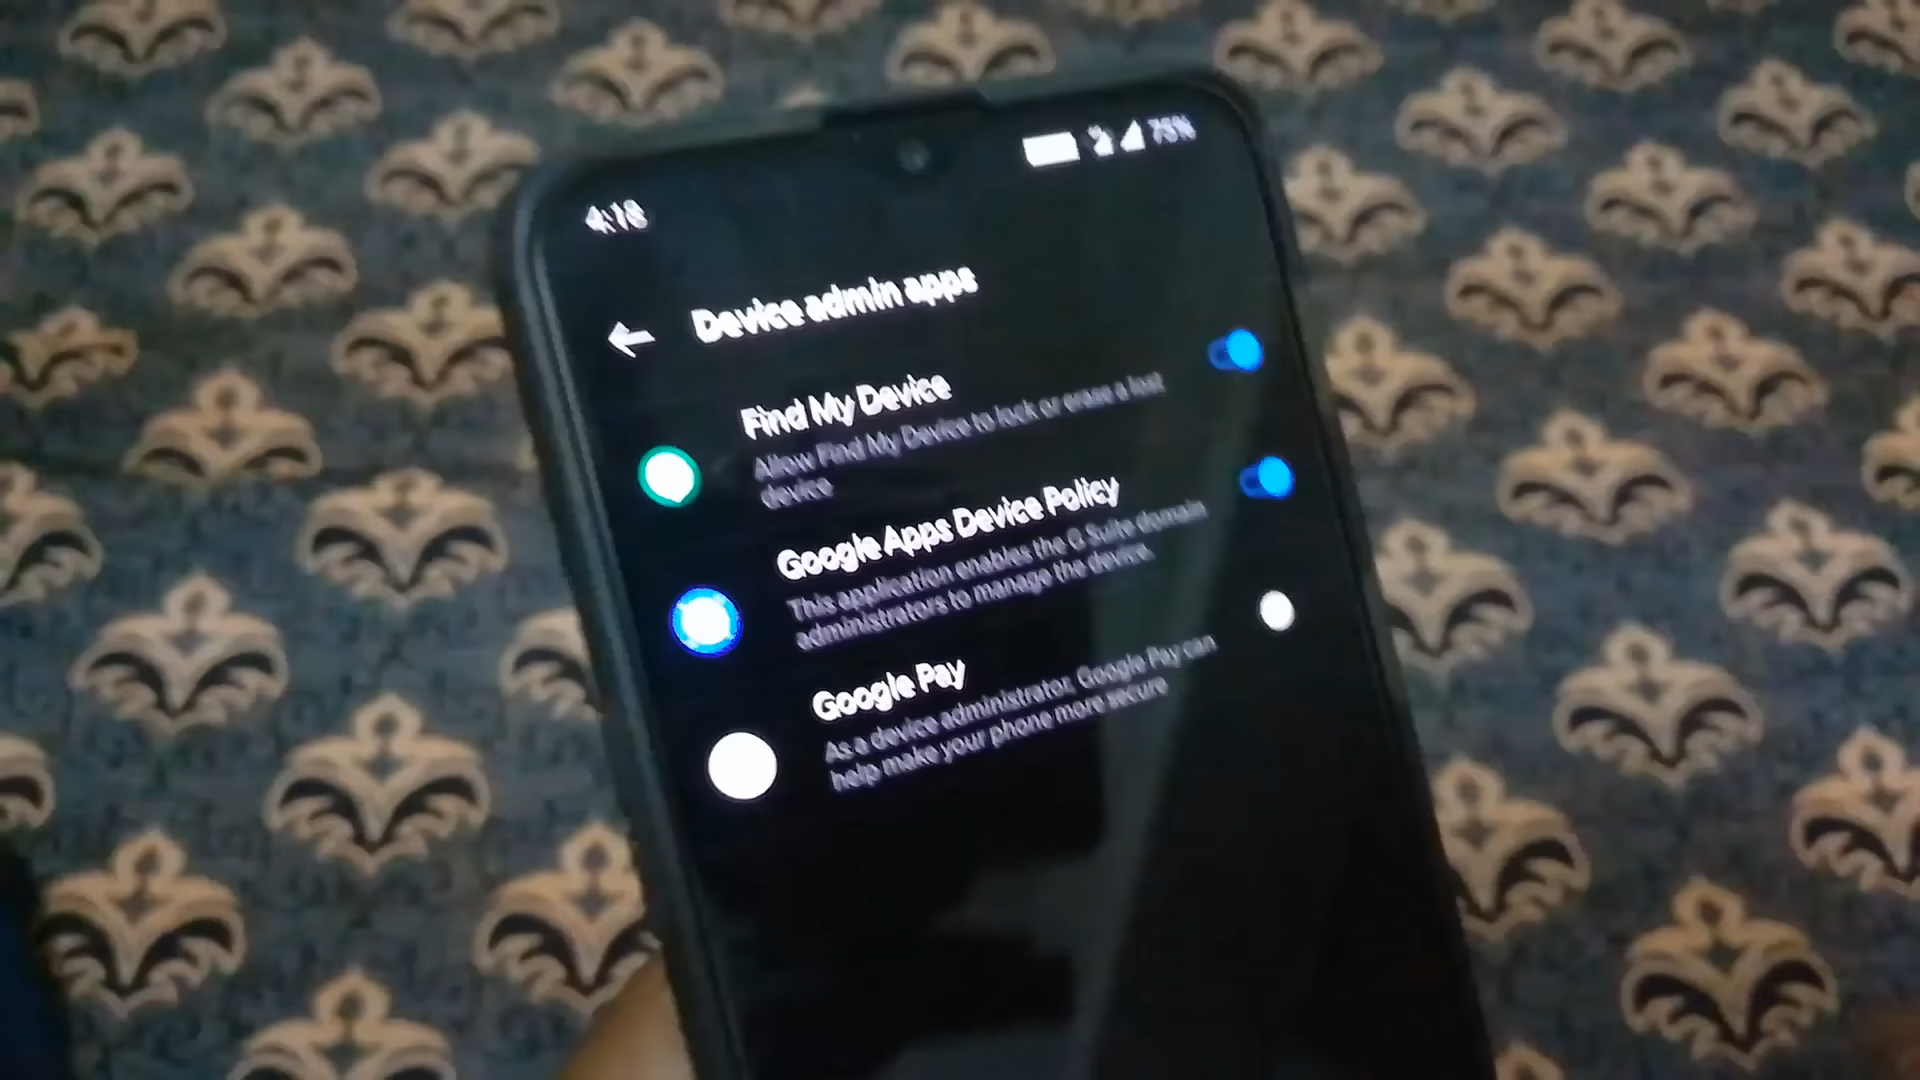 4:18
75%
Device admin apps
Find My Device
Allow Find My Device to lock or erase a lost
device
Google Apps Device Policy
This application enables the G Suite domain
administrators to manage the device.
Google Pay
As a device administrator, Google Pay can
help make your phone more secure